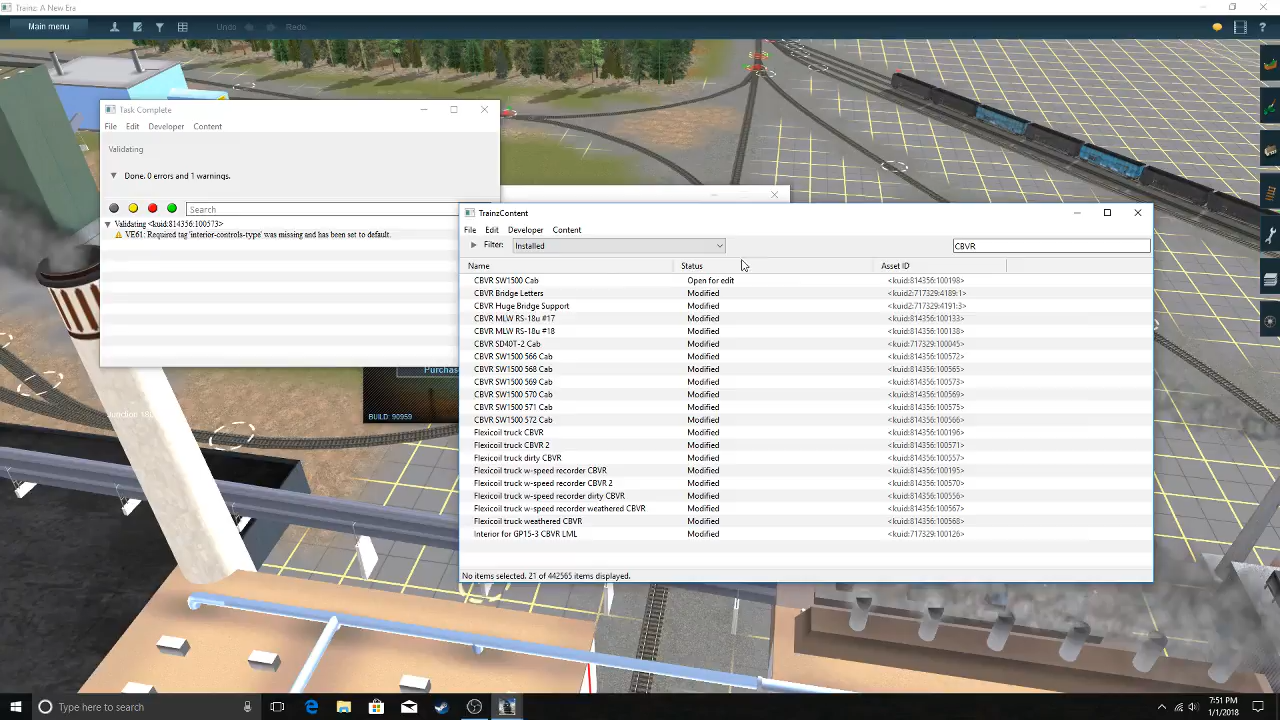 Trainz: A New Era
Main menu
Undo
Redo
Task Complete
File Edit Developer Content
Validating
Done. 0 errors and 1 warnings.
Search
Validating <kuid:814356:100573>
VE61: Required tag 'interior-controls-type' was missing and has been set to default.
Purchas
BUILD: 90959
Junction 180
TrainzContent
File Edit Developer Content
Filter: Installed CBVR
Name Status Asset ID
CBVR SW1500 Cab Open for edit <kuid:814356:100198>
CBVR Bridge Letters Modified <kuid2:717329:4189:1>
CBVR Huge Bridge Support Modified <kuid2:717329:4191:3>
CBVR MLW RS-18u #17 Modified <kuid:814356:100133>
CBVR MLW RS-18u #18 Modified <kuid:814356:100138>
CBVR SD40T-2 Cab Modified <kuid:717329:100045>
CBVR SW1500 566 Cab Modified <kuid:814356:100572>
CBVR SW1500 568 Cab Modified <kuid:814356:100565>
CBVR SW1500 569 Cab Modified <kuid:814356:100573>
CBVR SW1500 570 Cab Modified <kuid:814356:100569>
CBVR SW1500 571 Cab Modified <kuid:814356:100575>
CBVR SW1500 572 Cab Modified <kuid:814356:100566>
Flexicoil truck CBVR Modified <kuid:814356:100196>
Flexicoil truck CBVR 2 Modified <kuid:814356:100571>
Flexicoil truck dirty CBVR Modified <kuid:814356:100557>
Flexicoil truck w-speed recorder CBVR Modified <kuid:814356:100195>
Flexicoil truck w-speed recorder CBVR 2 Modified <kuid:814356:100570>
Flexicoil truck w-speed recorder dirty CBVR Modified <kuid:814356:100556>
Flexicoil truck w-speed recorder weathered CBVR Modified <kuid:814356:100567>
Flexicoil truck weathered CBVR Modified <kuid:814356:100568>
Interior for GP15-3 CBVR LML Modified <kuid:717329:100126>
No items selected. 21 of 442565 items displayed.
Type here to search
7:51 PM
1/1/2018